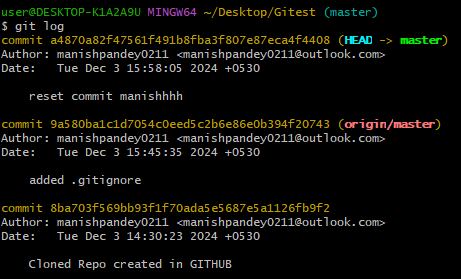 user@DESKTOP-K1A2A9U MINGW64 ~/Desktop/Gitest (master)
$ git log
commit a4870a82f47561f491b8fba3f807e87eca4f4408 (HEAD -> master)
Author: manishpandey0211 <manishpandey0211@outlook.com>
Date:   Tue Dec 3 15:58:05 2024 +0530
    reset commit manishhhh
commit 9a580ba1c1d7054c0eed5c2b6e86e0b394f20743 (origin/master)
Author: manishpandey0211 <manishpandey0211@outlook.com>
Date:   Tue Dec 3 15:45:35 2024 +0530
    added .gitignore
commit 8ba703f569bb93f1f70ada5e5687e5a1126fb9f2
Author: manishpandey0211 <manishpandey0211@outlook.com>
Date:   Tue Dec 3 14:30:23 2024 +0530
    Cloned Repo created in GITHUB